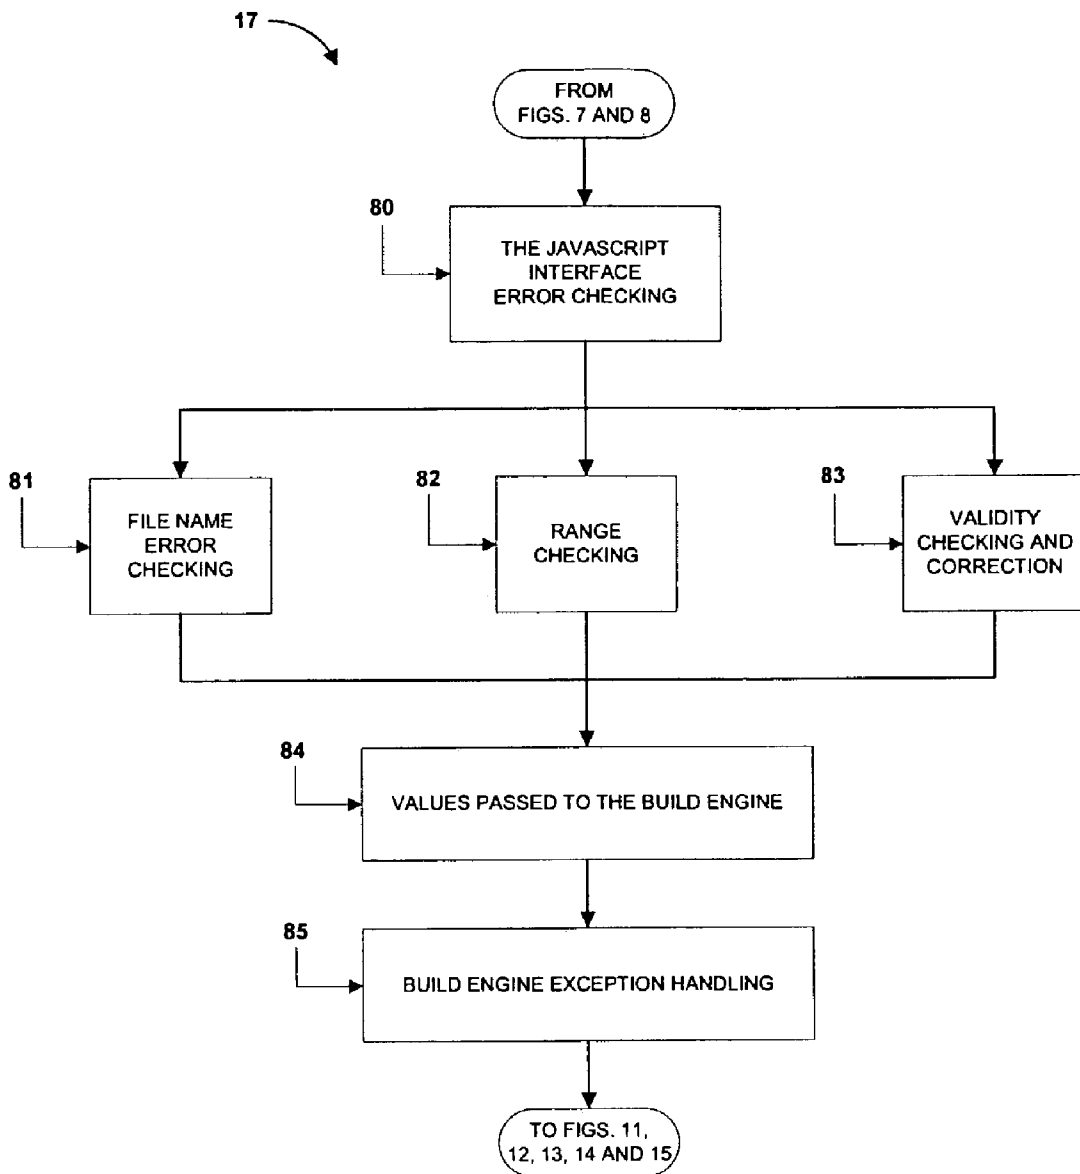 17
FROM
FIGS. 7 AND 8
80
THE JAVASCRIPT
INTERFACE
ERROR CHECKING
81
FILE NAME
ERROR
CHECKING
82
RANGE
CHECKING
83
VALIDITY
CHECKING AND
CORRECTION
84
VALUES PASSED TO THE BUILD ENGINE
85
BUILD ENGINE EXCEPTION HANDLING
TO FIGS. 11,
12, 13, 14 AND 15